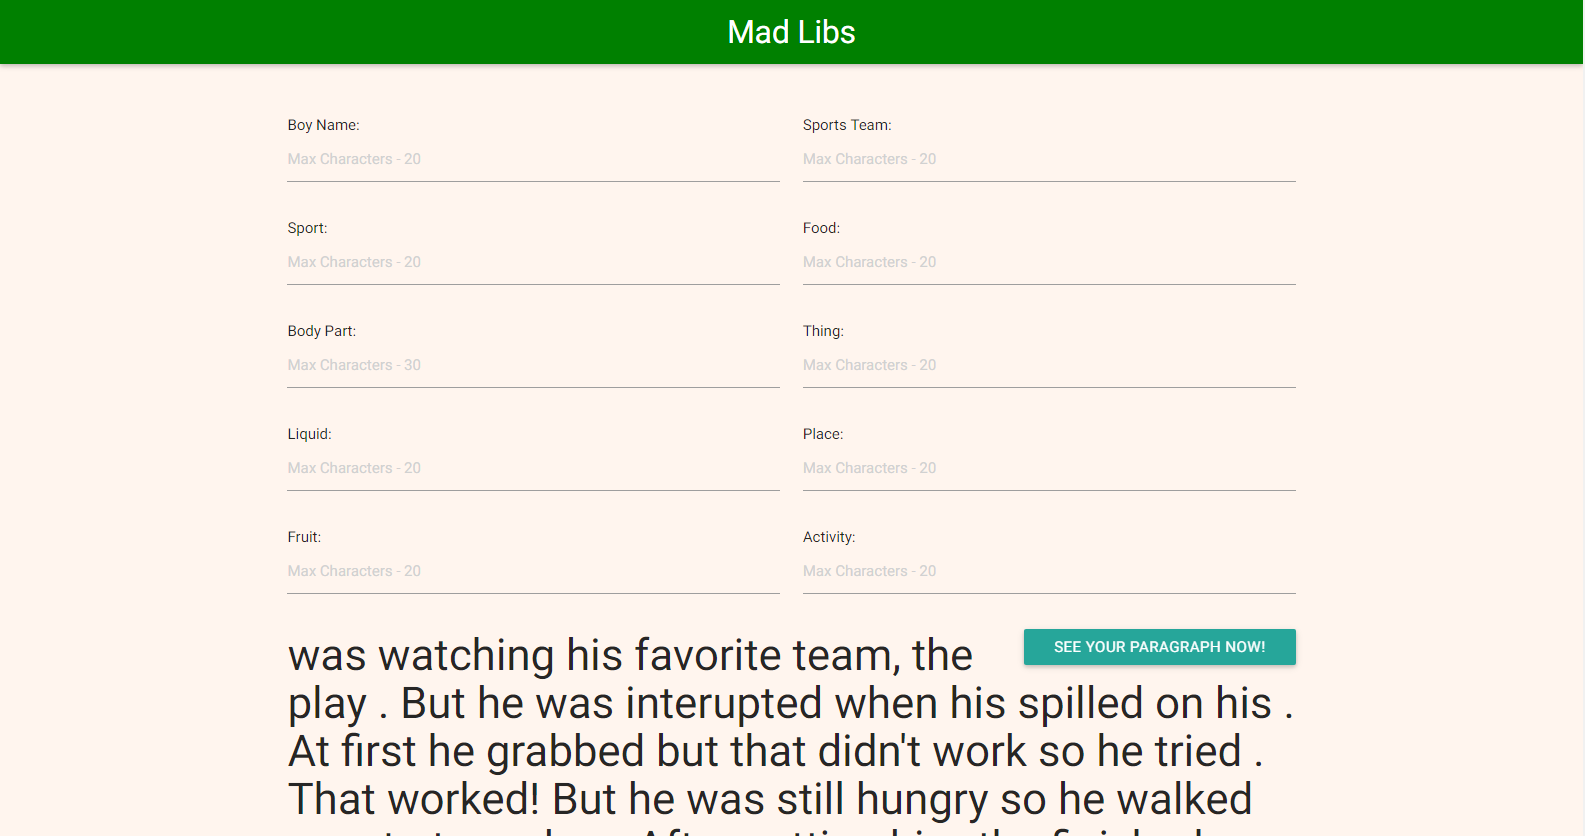 Mad Libs
Boy Name:
Max Characters - 20
Sports Team:
Max Characters - 20
Sport:
Max Characters - 20
Food:
Max Characters - 20
Body Part:
Max Characters - 30
Thing:
Max Characters - 20
Liquid:
Max Characters - 20
Place:
Max Characters - 20
Fruit:
Max Characters - 20
Activity:
Max Characters - 20
SEE YOUR PARAGRAPH NOW!
was watching his favorite team, the
play . But he was interupted when his spilled on his .
At first he grabbed but that didn't work so he tried .
That worked! But he was still hungry so he walked